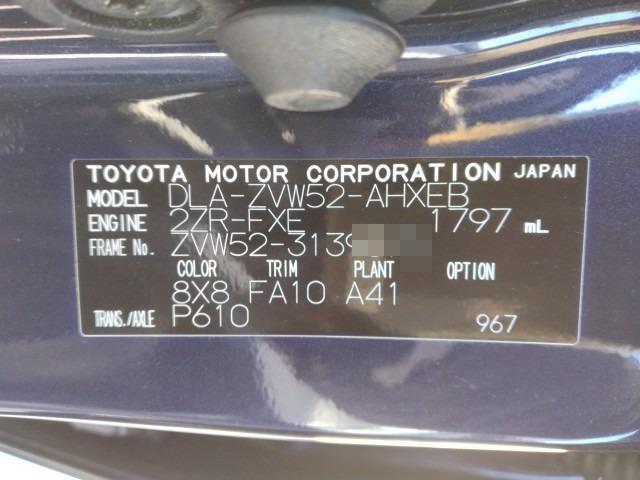 TOYOTA MOTOR CORPORATION JAPAN
MODEL DLA-ZVW52-AHXEB
ENGINE 2ZR-FXE 1797 mL
FRAME No. ZVW52-3139
COLOR TRIM PLANT OPTION
8X8 FA10 A41
TRANS./AXLE P610 967